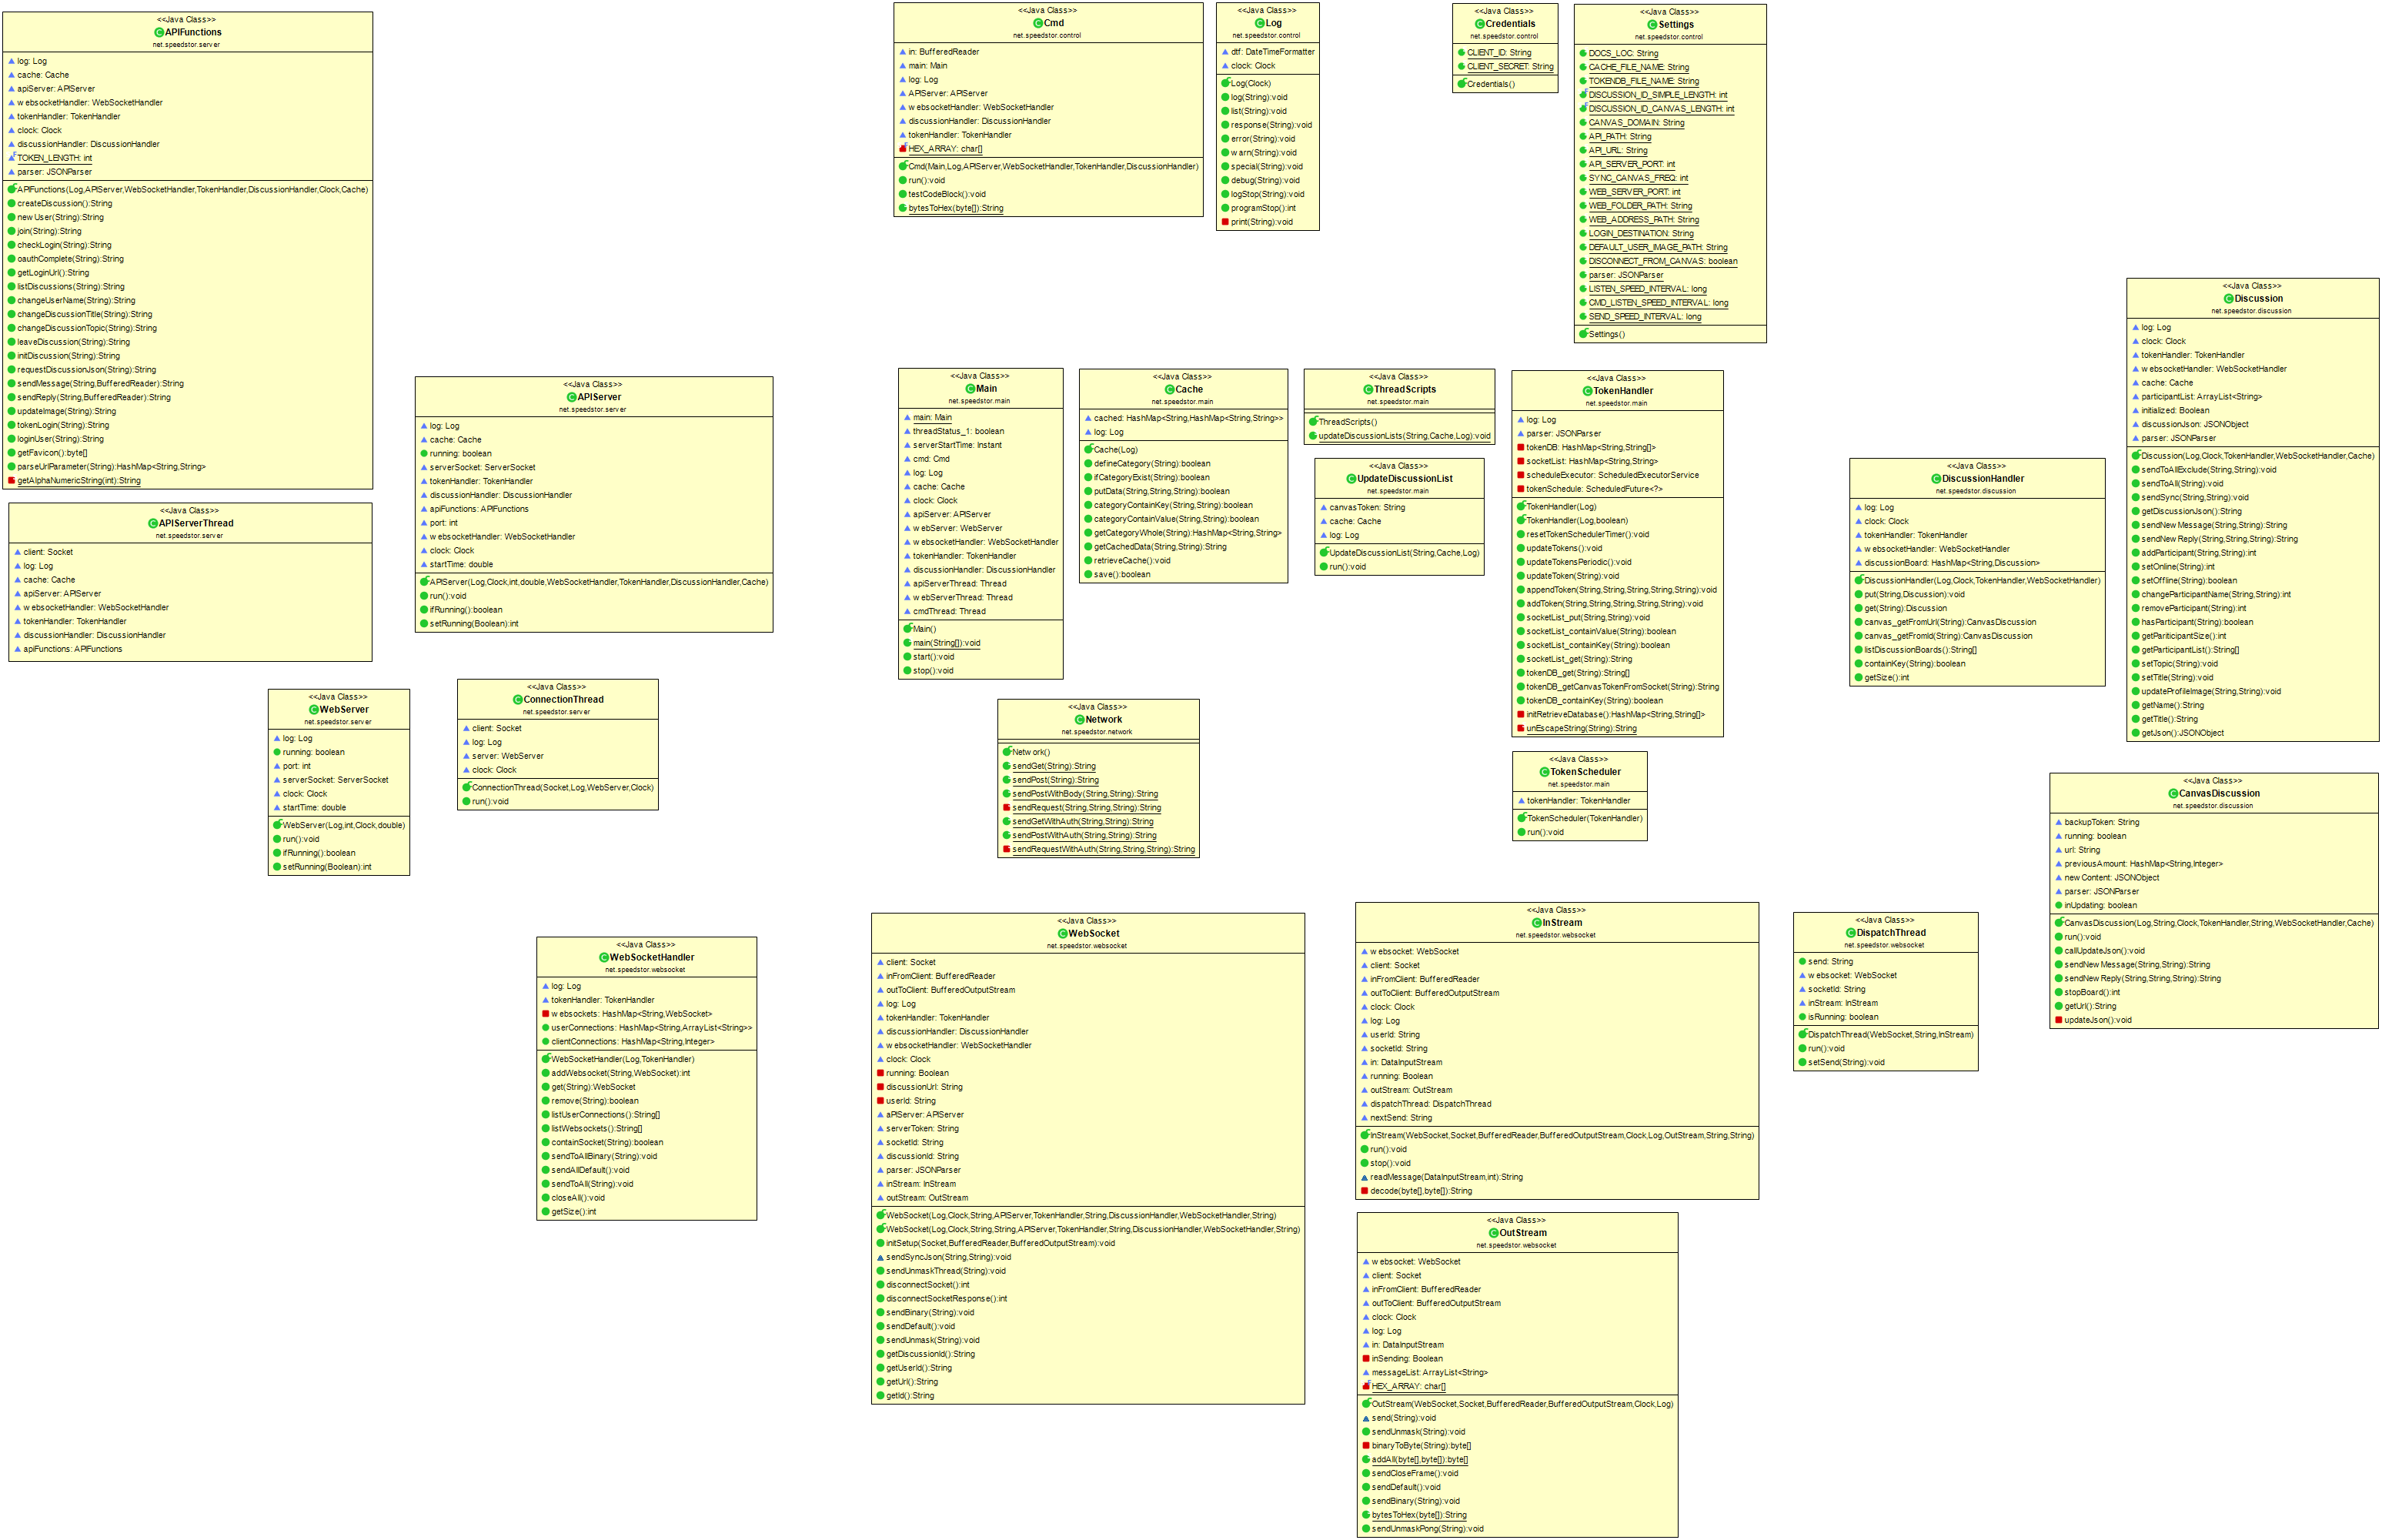 <<Java Class>>
APIFunctions
net.speedstor.server
log: Log
cache: Cache
apiServer: APIServer
websocketHandler: WebSocketHandler
tokenHandler: TokenHandler
clock: Clock
discussionHandler: DiscussionHandler
TOKEN_LENGTH: int
parser: JSONParser
APIFunctions(Log,APIServer,WebSocketHandler,TokenHandler,DiscussionHandler,Clock,Cache)
createDiscussion():String
newUser(String):String
join(String):String
checkLogin(String):String
oauthComplete(String):String
getLoginUrl():String
listDiscussions(String):String
changeUserName(String):String
changeDiscussionTitle(String):String
changeDiscussionTopic(String):String
leaveDiscussion(String):String
initDiscussion(String):String
requestDiscussionJson(String):String
sendMessage(String,BufferedReader):String
sendReply(String,BufferedReader):String
updateImage(String):String
tokenLogin(String):String
loginUser(String):String
getFavicon():byte[]
parseUrlParameter(String):HashMap<String,String>
getAlphaNumericString(int):String
<<Java Class>>
APIServerThread
net.speedstor.server
client: Socket
log: Log
cache: Cache
apiServer: APIServer
websocketHandler: WebSocketHandler
tokenHandler: TokenHandler
discussionHandler: DiscussionHandler
apiFunctions: APIFunctions
<<Java Class>>
APIServer
net.speedstor.server
log: Log
cache: Cache
running: boolean
serverSocket: ServerSocket
tokenHandler: TokenHandler
discussionHandler: DiscussionHandler
apiFunctions: APIFunctions
port: int
websocketHandler: WebSocketHandler
clock: Clock
startTime: double
APIServer(Log,Clock,int,double,WebSocketHandler,TokenHandler,DiscussionHandler,Cache)
run():void
ifRunning():boolean
setRunning(Boolean):int
<<Java Class>>
WebServer
net.speedstor.server
log: Log
running: boolean
port: int
serverSocket: ServerSocket
clock: Clock
startTime: double
WebServer(Log,int,Clock,double)
run():void
ifRunning():boolean
setRunning(Boolean):int
<<Java Class>>
ConnectionThread
net.speedstor.server
client: Socket
log: Log
server: WebServer
clock: Clock
ConnectionThread(Socket,Log,WebServer,Clock)
run():void
<<Java Class>>
WebSocketHandler
net.speedstor.websocket
log: Log
tokenHandler: TokenHandler
websockets: HashMap<String,WebSocket>
userConnections: HashMap<String,ArrayList<String>>
clientConnections: HashMap<String,Integer>
WebSocketHandler(Log,TokenHandler)
addWebsocket(String,WebSocket):int
get(String):WebSocket
remove(String):boolean
listUserConnections():String[]
listWebsockets():String[]
containSocket(String):boolean
sendToAllBinary(String):void
sendAllDefault():void
sendToAll(String):void
closeAll():void
getSize():int
<<Java Class>>
Cmd
net.speedstor.control
in: BufferedReader
main: Main
log: Log
APIServer: APIServer
websocketHandler: WebSocketHandler
discussionHandler: DiscussionHandler
tokenHandler: TokenHandler
HEX_ARRAY: char[]
Cmd(Main,Log,APIServer,WebSocketHandler,TokenHandler,DiscussionHandler)
run():void
testCodeBlock():void
bytesToHex(byte[]):String
<<Java Class>>
Log
net.speedstor.control
dtf: DateTimeFormatter
clock: Clock
Log(Clock)
log(String):void
list(String):void
response(String):void
error(String):void
warn(String):void
special(String):void
debug(String):void
logStop(String):void
programStop():int
print(String):void
<<Java Class>>
Credentials
net.speedstor.control
CLIENT_ID: String
CLIENT_SECRET: String
Credentials()
<<Java Class>>
Settings
net.speedstor.control
DOCS_LOC: String
CACHE_FILE_NAME: String
TOKENDB_FILE_NAME: String
DISCUSSION_ID_SIMPLE_LENGTH: int
DISCUSSION_ID_CANVAS_LENGTH: int
CANVAS_DOMAIN: String
API_PATH: String
API_URL: String
API_SERVER_PORT: int
SYNC_CANVAS_FREQ: int
WEB_SERVER_PORT: int
WEB_FOLDER_PATH: String
WEB_ADDRESS_PATH: String
LOGIN_DESTINATION: String
DEFAULT_USER_IMAGE_PATH: String
DISCONNECT_FROM_CANVAS: boolean
parser: JSONParser
LISTEN_SPEED_INTERVAL: long
CMD_LISTEN_SPEED_INTERVAL: long
SEND_SPEED_INTERVAL: long
Settings()
<<Java Class>>
Main
net.speedstor.main
main: Main
threadStatus_1: boolean
serverStartTime: Instant
cmd: Cmd
log: Log
cache: Cache
clock: Clock
apiServer: APIServer
webServer: WebServer
websocketHandler: WebSocketHandler
tokenHandler: TokenHandler
discussionHandler: DiscussionHandler
apiServerThread: Thread
webServerThread: Thread
cmdThread: Thread
Main()
main(String[]):void
start():void
stop():void
<<Java Class>>
Cache
net.speedstor.main
cached: HashMap<String,HashMap<String,String>>
log: Log
Cache(Log)
defineCategory(String):boolean
ifCategoryExist(String):boolean
putData(String,String,String):boolean
categoryContainKey(String,String):boolean
categoryContainValue(String,String):boolean
getCategoryWhole(String):HashMap<String,String>
getCachedData(String,String):String
retrieveCache():void
save():boolean
<<Java Class>>
ThreadScripts
net.speedstor.main
ThreadScripts()
updateDiscussionLists(String,Cache,Log):void
<<Java Class>>
UpdateDiscussionList
net.speedstor.main
canvasToken: String
cache: Cache
log: Log
UpdateDiscussionList(String,Cache,Log)
run():void
<<Java Class>>
TokenHandler
net.speedstor.main
log: Log
parser: JSONParser
tokenDB: HashMap<String,String[]>
socketList: HashMap<String,String>
scheduleExecutor: ScheduledExecutorService
tokenSchedule: ScheduledFuture<?>
TokenHandler(Log)
TokenHandler(Log,boolean)
resetTokenSchedulerTimer():void
updateTokens():void
updateTokensPeriodic():void
updateToken(String):void
appendToken(String,String,String,String,String):void
addToken(String,String,String,String,String):void
socketList_put(String,String):void
socketList_containValue(String):boolean
socketList_containKey(String):boolean
socketList_get(String):String
tokenDB_get(String):String[]
tokenDB_getCanvasTokenFromSocket(String):String
tokenDB_containKey(String):boolean
initRetrieveDatabase():HashMap<String,String[]>
unEscapeString(String):String
<<Java Class>>
TokenScheduler
net.speedstor.main
tokenHandler: TokenHandler
TokenScheduler(TokenHandler)
run():void
<<Java Class>>
Network
net.speedstor.network
Network()
sendGet(String):String
sendPost(String):String
sendPostWithBody(String,String):String
sendRequest(String,String,String):String
sendGetWithAuth(String,String):String
sendPostWithAuth(String,String):String
sendRequestWithAuth(String,String,String):String
<<Java Class>>
DiscussionHandler
net.speedstor.discussion
log: Log
clock: Clock
tokenHandler: TokenHandler
websocketHandler: WebSocketHandler
discussionBoard: HashMap<String,Discussion>
DiscussionHandler(Log,Clock,TokenHandler,WebSocketHandler)
put(String,Discussion):void
get(String):Discussion
canvas_getFromUrl(String):CanvasDiscussion
canvas_getFromId(String):CanvasDiscussion
listDiscussionBoards():String[]
containKey(String):boolean
getSize():int
<<Java Class>>
Discussion
net.speedstor.discussion
log: Log
clock: Clock
tokenHandler: TokenHandler
websocketHandler: WebSocketHandler
cache: Cache
participantList: ArrayList<String>
initialized: Boolean
discussionJson: JSONObject
parser: JSONParser
Discussion(Log,Clock,TokenHandler,WebSocketHandler,Cache)
sendToAllExclude(String,String):void
sendToAll(String):void
sendSync(String,String):void
getDiscussionJson():String
sendNewMessage(String,String):String
sendNewReply(String,String,String):String
addParticipant(String,String):int
setOnline(String):int
setOffline(String):boolean
changeParticipantName(String,String):int
removeParticipant(String):int
hasParticipant(String):boolean
getPariticipantSize():int
getParticipantList():String[]
setTopic(String):void
setTitle(String):void
updateProfileImage(String,String):void
getName():String
getTitle():String
getJson():JSONObject
<<Java Class>>
CanvasDiscussion
net.speedstor.discussion
backupToken: String
running: boolean
url: String
previousAmount: HashMap<String,Integer>
newContent: JSONObject
parser: JSONParser
inUpdating: boolean
CanvasDiscussion(Log,String,Clock,TokenHandler,String,WebSocketHandler,Cache)
run():void
callUpdateJson():void
sendNewMessage(String,String):String
sendNewReply(String,String,String):String
stopBoard():int
getUrl():String
updateJson():void
<<Java Class>>
WebSocket
net.speedstor.websocket
client: Socket
inFromClient: BufferedReader
outToClient: BufferedOutputStream
log: Log
tokenHandler: TokenHandler
discussionHandler: DiscussionHandler
websocketHandler: WebSocketHandler
clock: Clock
running: Boolean
discussionUrl: String
userId: String
aPIServer: APIServer
serverToken: String
socketId: String
discussionId: String
parser: JSONParser
inStream: InStream
outStream: OutStream
WebSocket(Log,Clock,String,APIServer,TokenHandler,String,DiscussionHandler,WebSocketHandler,String)
WebSocket(Log,Clock,String,String,APIServer,TokenHandler,String,DiscussionHandler,WebSocketHandler,String)
initSetup(Socket,BufferedReader,BufferedOutputStream):void
sendSyncJson(String,String):void
sendUnmaskThread(String):void
disconnectSocket():int
disconnectSocketResponse():int
sendBinary(String):void
sendDefault():void
sendUnmask(String):void
getDiscussionId():String
getUserId():String
getUrl():String
getId():String
<<Java Class>>
InStream
net.speedstor.websocket
websocket: WebSocket
client: Socket
inFromClient: BufferedReader
outToClient: BufferedOutputStream
clock: Clock
log: Log
userId: String
socketId: String
in: DataInputStream
running: Boolean
outStream: OutStream
dispatchThread: DispatchThread
nextSend: String
InStream(WebSocket,Socket,BufferedReader,BufferedOutputStream,Clock,Log,OutStream,String,String)
run():void
stop():void
readMessage(DataInputStream,int):String
decode(byte[],byte[]):String
<<Java Class>>
OutStream
net.speedstor.websocket
websocket: WebSocket
client: Socket
inFromClient: BufferedReader
outToClient: BufferedOutputStream
clock: Clock
log: Log
in: DataInputStream
inSending: Boolean
messageList: ArrayList<String>
HEX_ARRAY: char[]
OutStream(WebSocket,Socket,BufferedReader,BufferedOutputStream,Clock,Log)
send(String):void
sendUnmask(String):void
binaryToByte(String):byte[]
addAll(byte[],byte[]):byte[]
sendCloseFrame():void
sendDefault():void
sendBinary(String):void
bytesToHex(byte[]):String
sendUnmaskPong(String):void
<<Java Class>>
DispatchThread
net.speedstor.websocket
send: String
websocket: WebSocket
socketId: String
inStream: InStream
isRunning: boolean
DispatchThread(WebSocket,String,InStream)
run():void
setSend(String):void